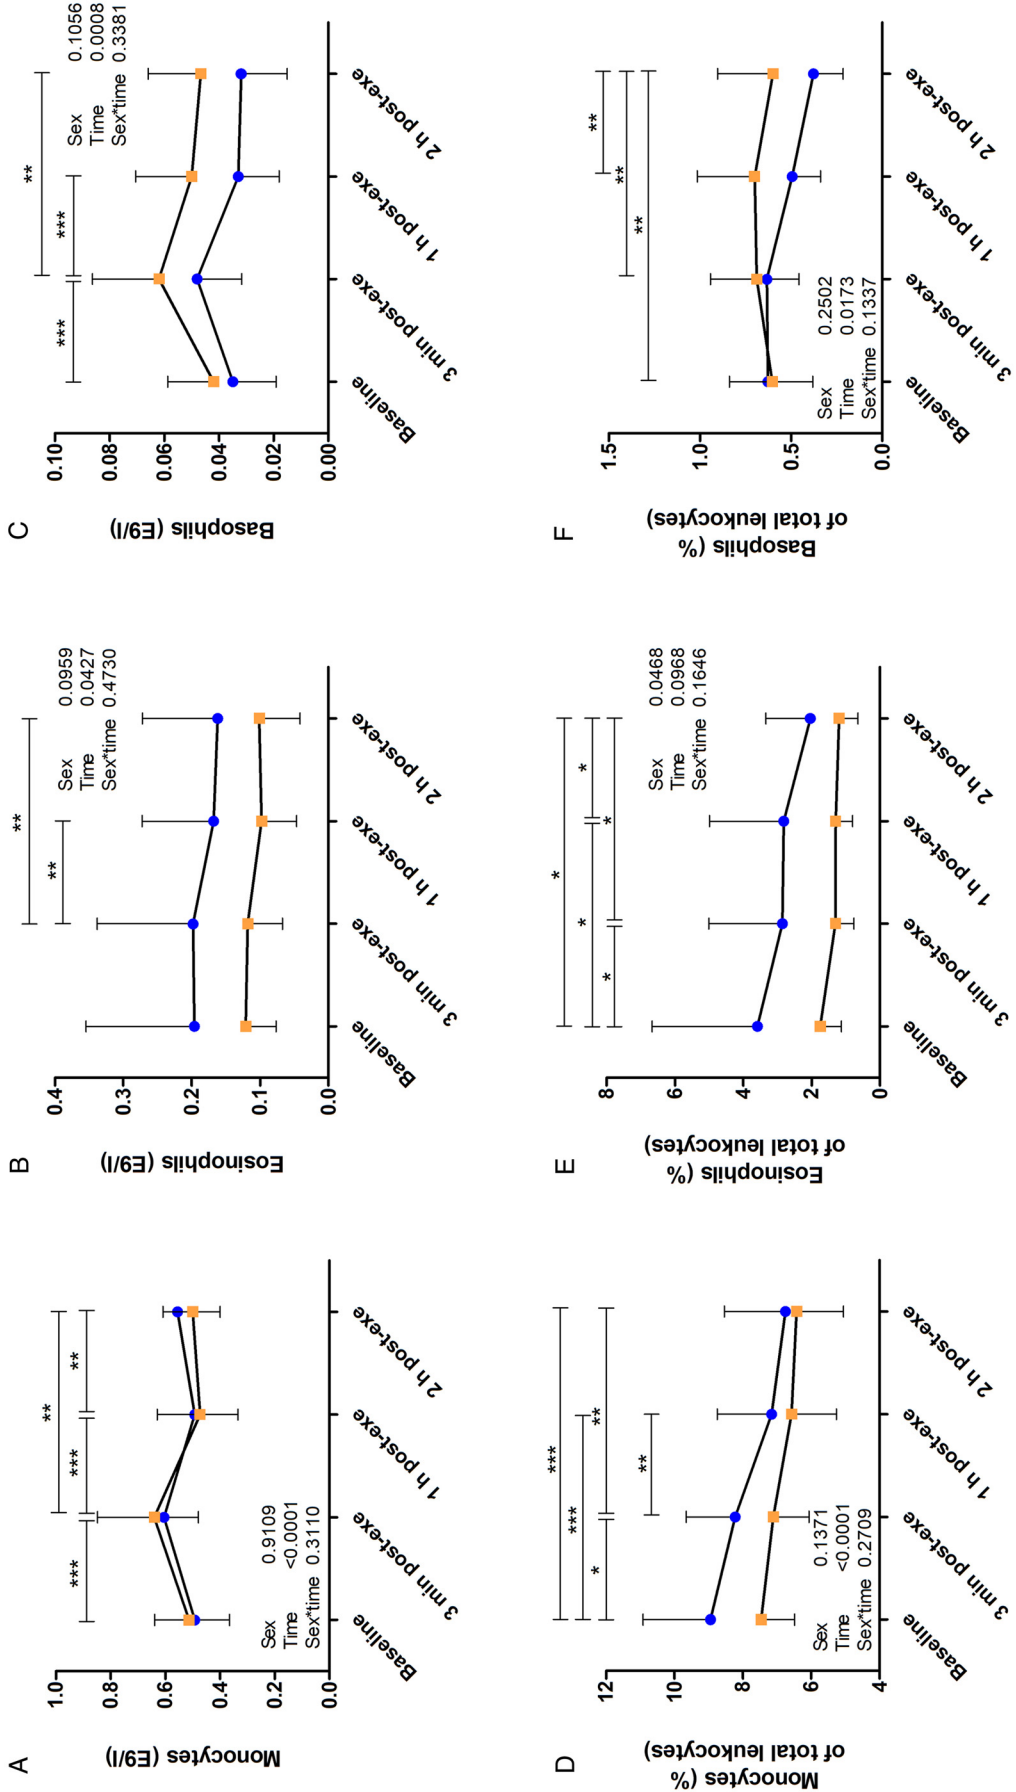 A
Monocytes (E9/l)
1.0
0.8
0.6
0.4
0.2
0.0
***
***
**
**
Sex 0.9109
Time <0.0001
Sex*time 0.3110
Baseline
3 min post-exe
1 h post-exe
2 h post-exe
B
Eosinophils (E9/l)
0.4
0.3
0.2
0.1
0.0
**
**
Sex 0.0959
Time 0.0427
Sex*time 0.4730
Baseline
3 min post-exe
1 h post-exe
2 h post-exe
C
Basophils (E9/l)
0.10
0.08
0.06
0.04
0.02
0.00
**
***
***
Sex 0.1056
Time 0.0008
Sex*time 0.3381
Baseline
3 min post-exe
1 h post-exe
2 h post-exe
D
Monocytes (%)
of total leukocytes)
12
10
8
6
4
***
***
*
**
**
Sex 0.1371
Time <0.0001
Sex*time 0.2709
Baseline
3 min post-exe
1 h post-exe
2 h post-exe
E
Eosinophils (%)
of total leukocytes)
8
6
4
2
0
*
*
*
*
*
Sex 0.0468
Time 0.0968
Sex*time 0.1646
Baseline
3 min post-exe
1 h post-exe
2 h post-exe
F
Basophils (%)
of total leukocytes)
1.5
1.0
0.5
0.0
**
**
**
Sex 0.2502
Time 0.0173
Sex*time 0.1337
Baseline
3 min post-exe
1 h post-exe
2 h post-exe